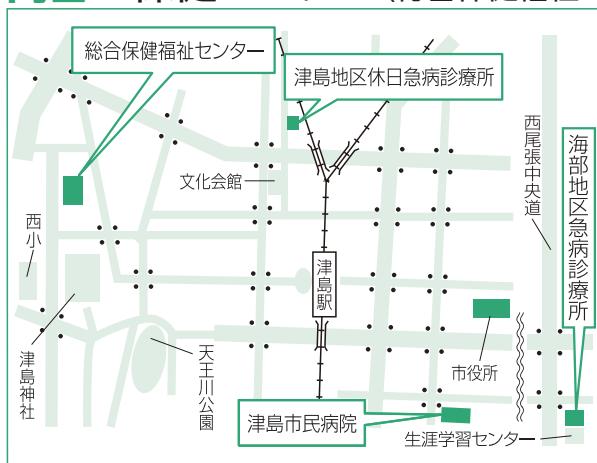 総合保健福祉センター
津島地区休日急病診療所
文化会館
西尾張中央道
海部地区急病診療所
西小
津島駅
津島神社
天王川公園
市役所
津島市民病院
生涯学習センター